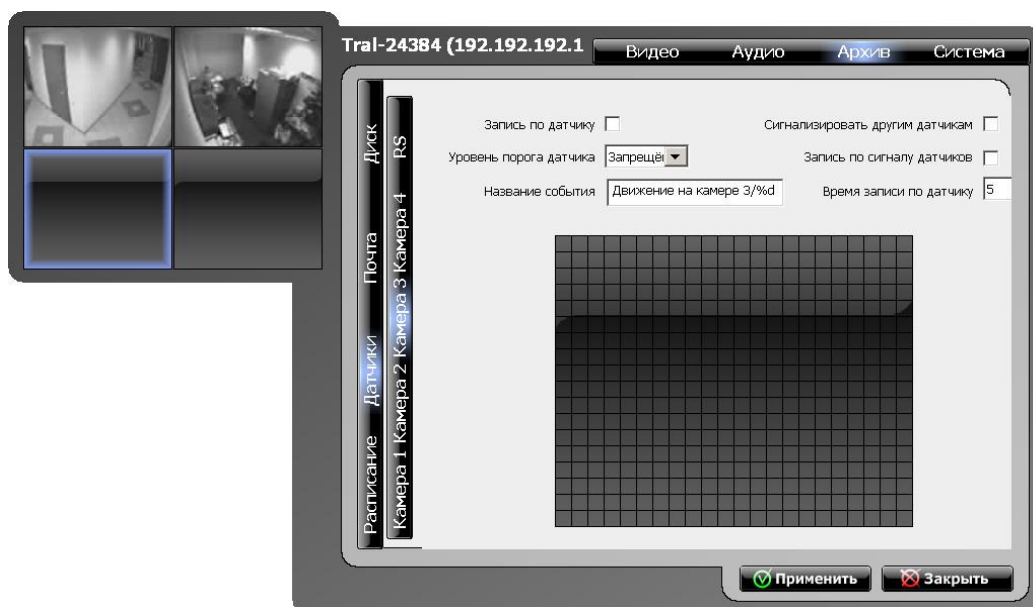 Tral-24384 (192.192.192.1
Видео Аудио Архив Система
Диск
Почта
Датчики
Расписание
RS
Камера 4
Камера 3
Камера 2
Камера 1
Запись по датчику
Сигнализировать другим датчикам
Уровень порога датчика Запрещё
Запись по сигналу датчиков
Название события Движение на камере 3/%d
Время записи по датчику 5
Применить Закрыть